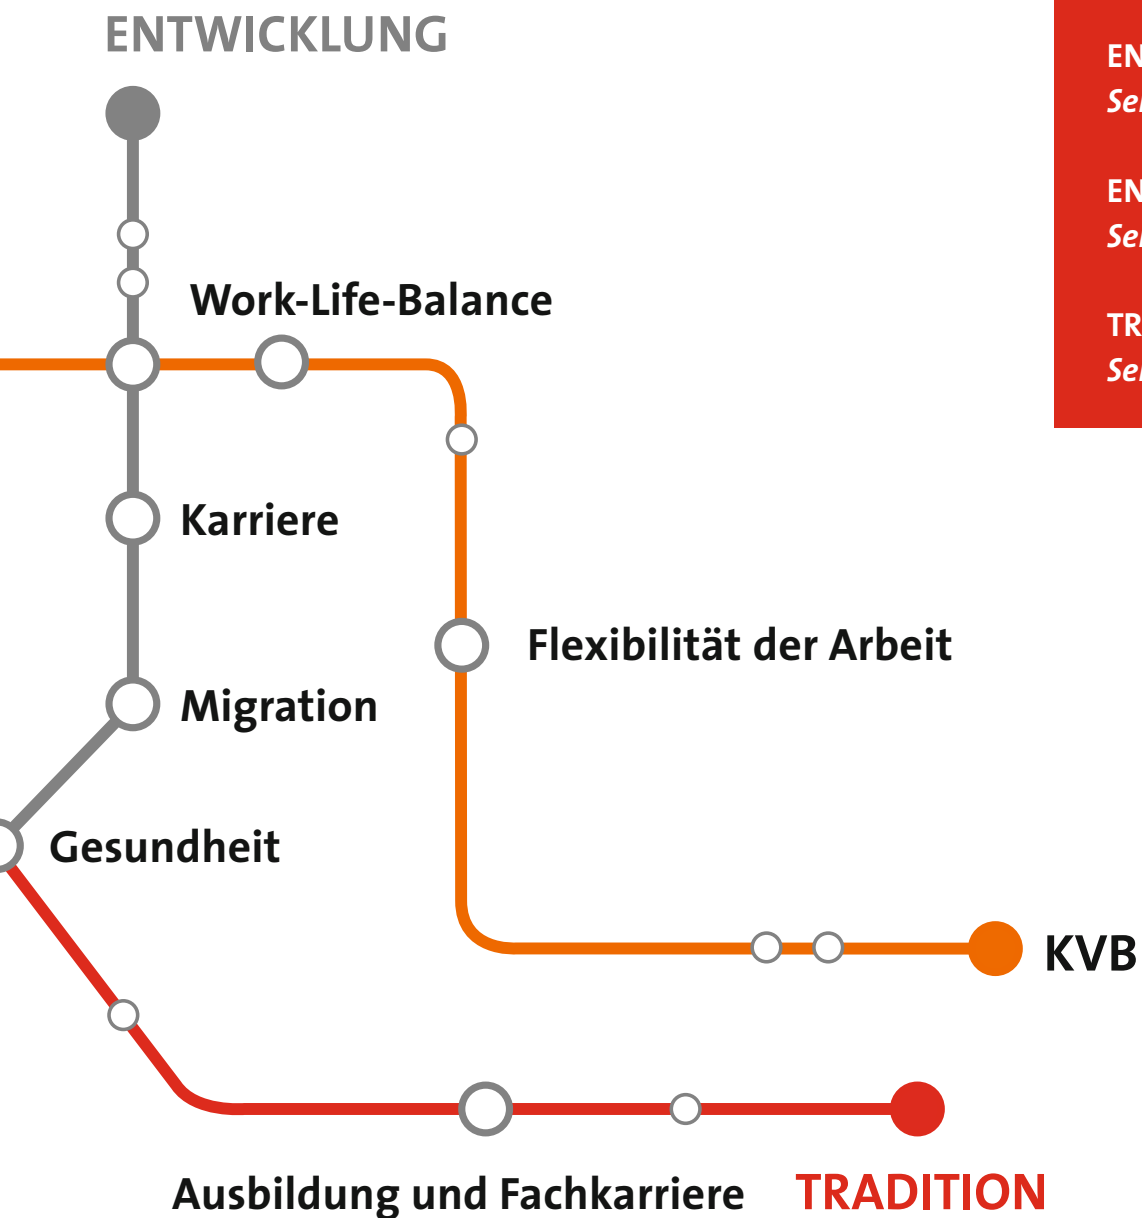 ENTWICKLUNG
Work-Life-Balance
Karriere
Flexibilität der Arbeit
Migration
Gesundheit
KVB
Ausbildung und Fachkarriere
TRADITION